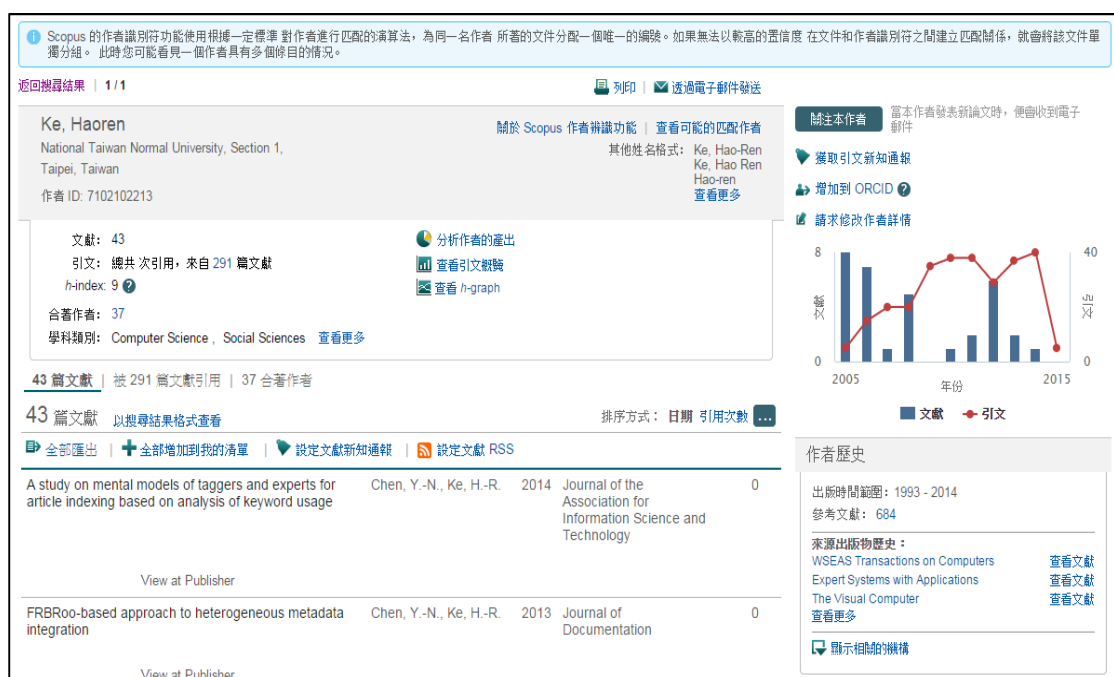 Scopus 的作者識別符功能使用根據一定標準 對作者進行匹配的演算法，為同一名作者 所著的文件分配一個唯一的編號。如果無法以較高的置信度 在文件和作者識別符之間建立匹配關係，就會將該文件單
獨分組。 此時您可能看見一個作者具有多個條目的情況。
返回搜尋結果 | 1 / 1
列印 | 透過電子郵件發送
Ke, Haoren
National Taiwan Normal University, Section 1,
Taipei, Taiwan
作者 ID: 7102102213
關於 Scopus 作者辨識功能 | 查看可能的匹配作者
其他姓名格式： Ke, Hao-Ren
Ke, Hao Ren
Hao-ren
查看更多
文獻： 43
引文： 總共 次引用，來自 291 篇文獻
h-index: 9
合著作者： 37
學科類別： Computer Science , Social Sciences 查看更多
分析作者的產出
查看引文觀覽
查看 h-graph
43 篇文獻 | 被 291 篇文獻引用 | 37 合著作者
43 篇文獻 以搜尋結果格式查看
排序方式： 日期 引用次數 ...
全部匯出 | 全部增加到我的清單 | 設定文獻新知通報 | 設定文獻 RSS
A study on mental models of taggers and experts for
article indexing based on analysis of keyword usage
Chen, Y.-N., Ke, H.-R.
2014
Journal of the
Association for
Information Science and
Technology
0
View at Publisher
FRBRoo-based approach to heterogeneous metadata
integration
Chen, Y.-N., Ke, H.-R.
2013
Journal of
Documentation
0
View at Publisher
關注本作者
當本作者發表新論文時，便會收到電子
郵件
獲取引文新知通報
增加到 ORCID ?
請求修改作者詳情
8
文獻
0
40
引文
0
2005
年份
2015
文獻 引文
作者歷史
出版時間範圍：1993 - 2014
參考文獻： 684
來源出版物歷史：
WSEAS Transactions on Computers 查看文獻
Expert Systems with Applications 查看文獻
The Visual Computer 查看文獻
查看更多
顯示相關的機構